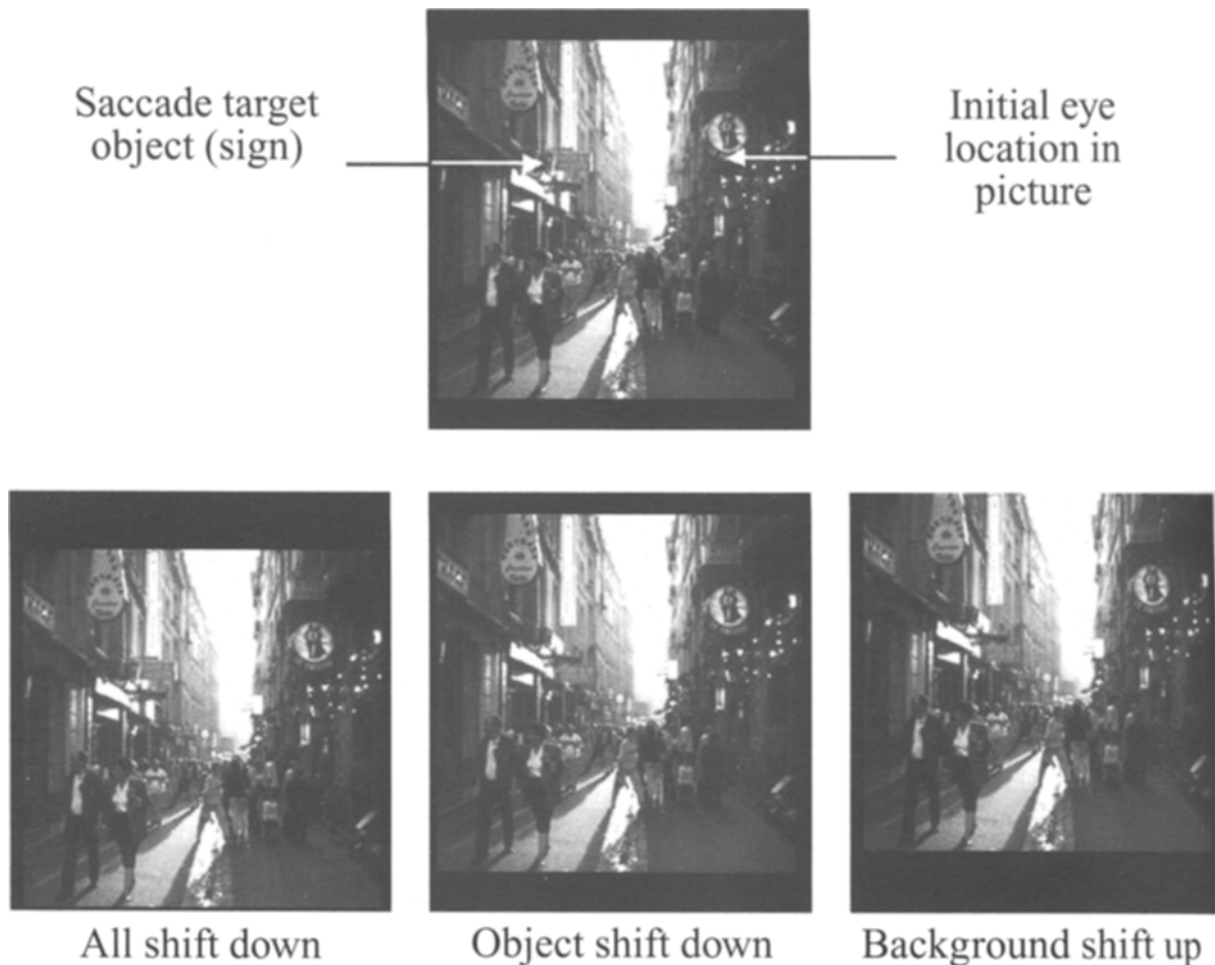 Saccade target
object (sign)
Initial eye
location in
picture
All shift down
Object shift down
Background shift up